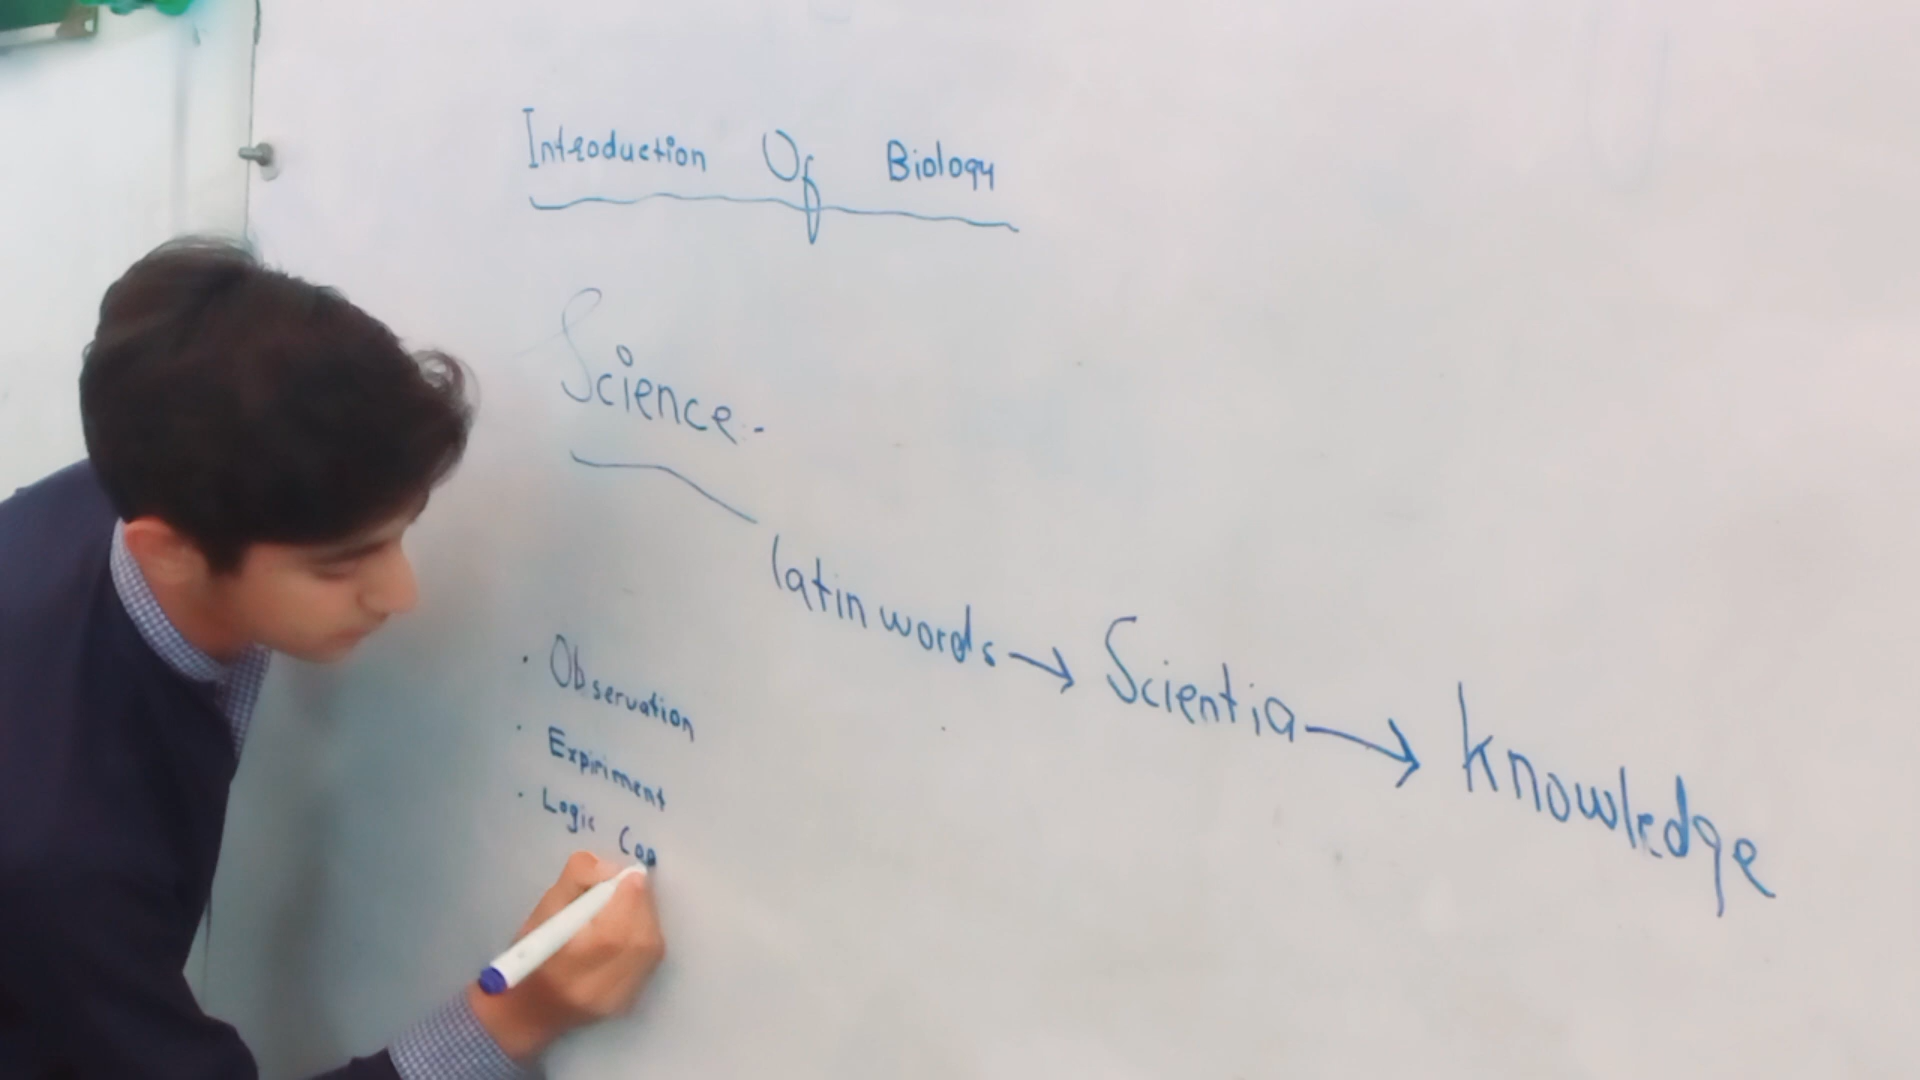 Introduction Of Biology
Science:-
latin words → Scientia → knowledge
• Observation
• Expiriment
• Logic